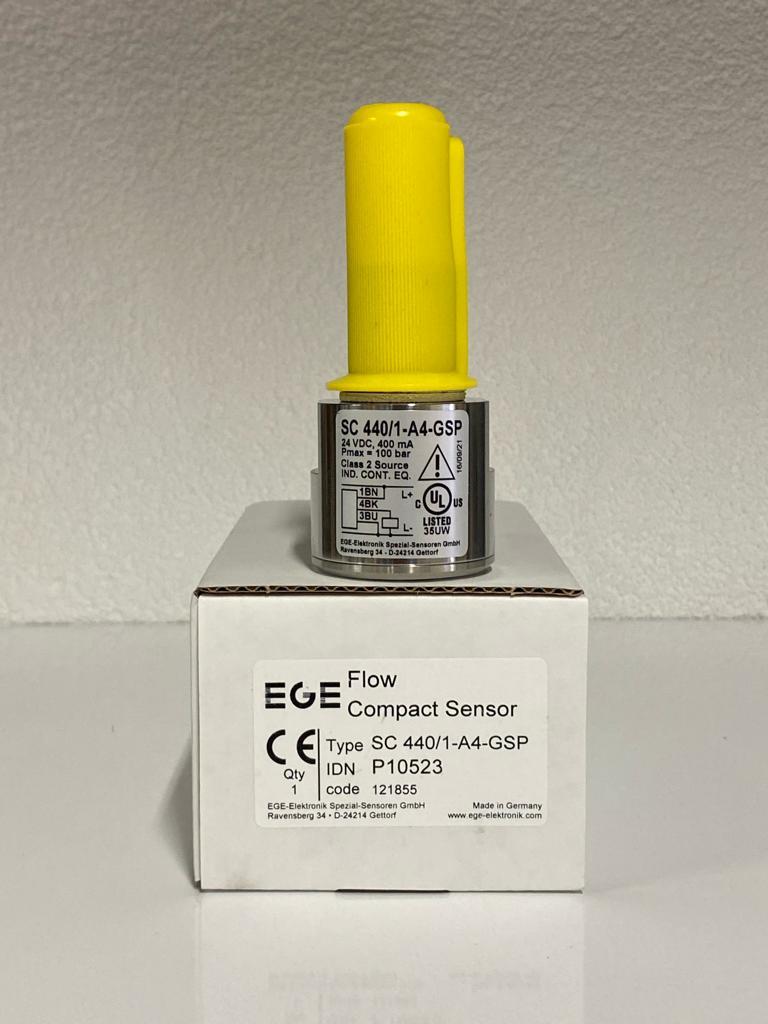 SC 440/1-A4-GSP
24 VDC, 400 mA
Pmax = 100 bar
Class 2 Source
IND. CONT. EQ.
16/09/21
1BN L+
4BK
3BU L-
C UL US
LISTED
35UW
EGE-Elektronik Spezial-Sensoren GmbH
Ravensberg 34 - D-24214 Gettorf
EGE Flow
Compact Sensor
CE Type SC 440/1-A4-GSP
Qty IDN P10523
1 code 121855
EGE-Elektronik Spezial-Sensoren GmbH Made in Germany
Ravensberg 34 • D-24214 Gettorf www.ege-elektronik.com